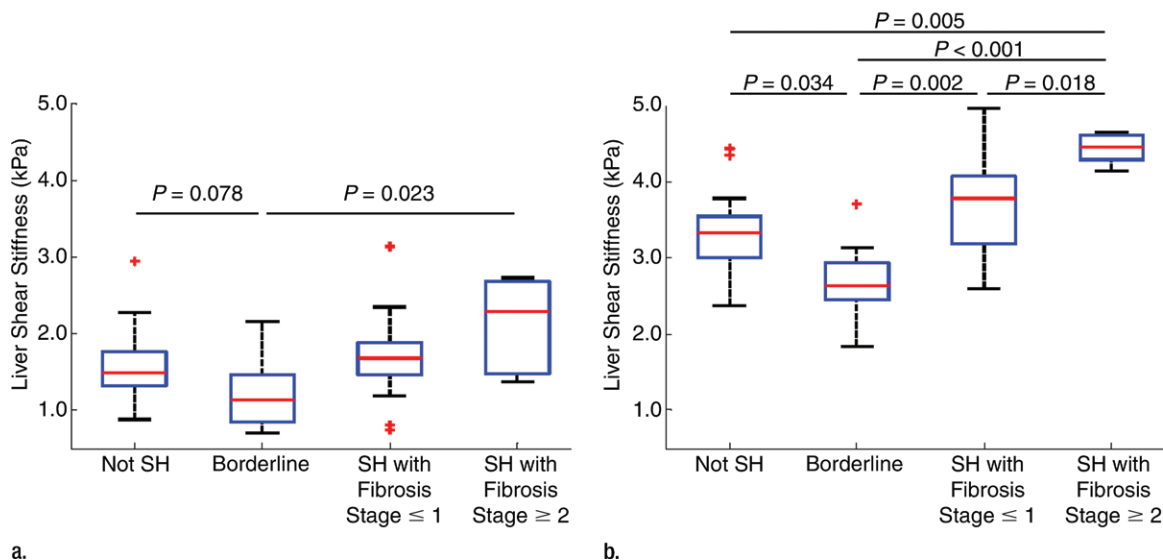 P = 0.078
P = 0.023
Liver Shear Stiffness (kPa)
5.0
4.0
3.0
2.0
1.0
Not SH
Borderline
SH with
Fibrosis
Stage ≤ 1
SH with
Fibrosis
Stage ≥ 2
a.
P = 0.005
P < 0.001
P = 0.034
P = 0.002
P = 0.018
Liver Shear Stiffness (kPa)
5.0
4.0
3.0
2.0
1.0
Not SH
Borderline
SH with
Fibrosis
Stage ≤ 1
SH with
Fibrosis
Stage ≥ 2
b.